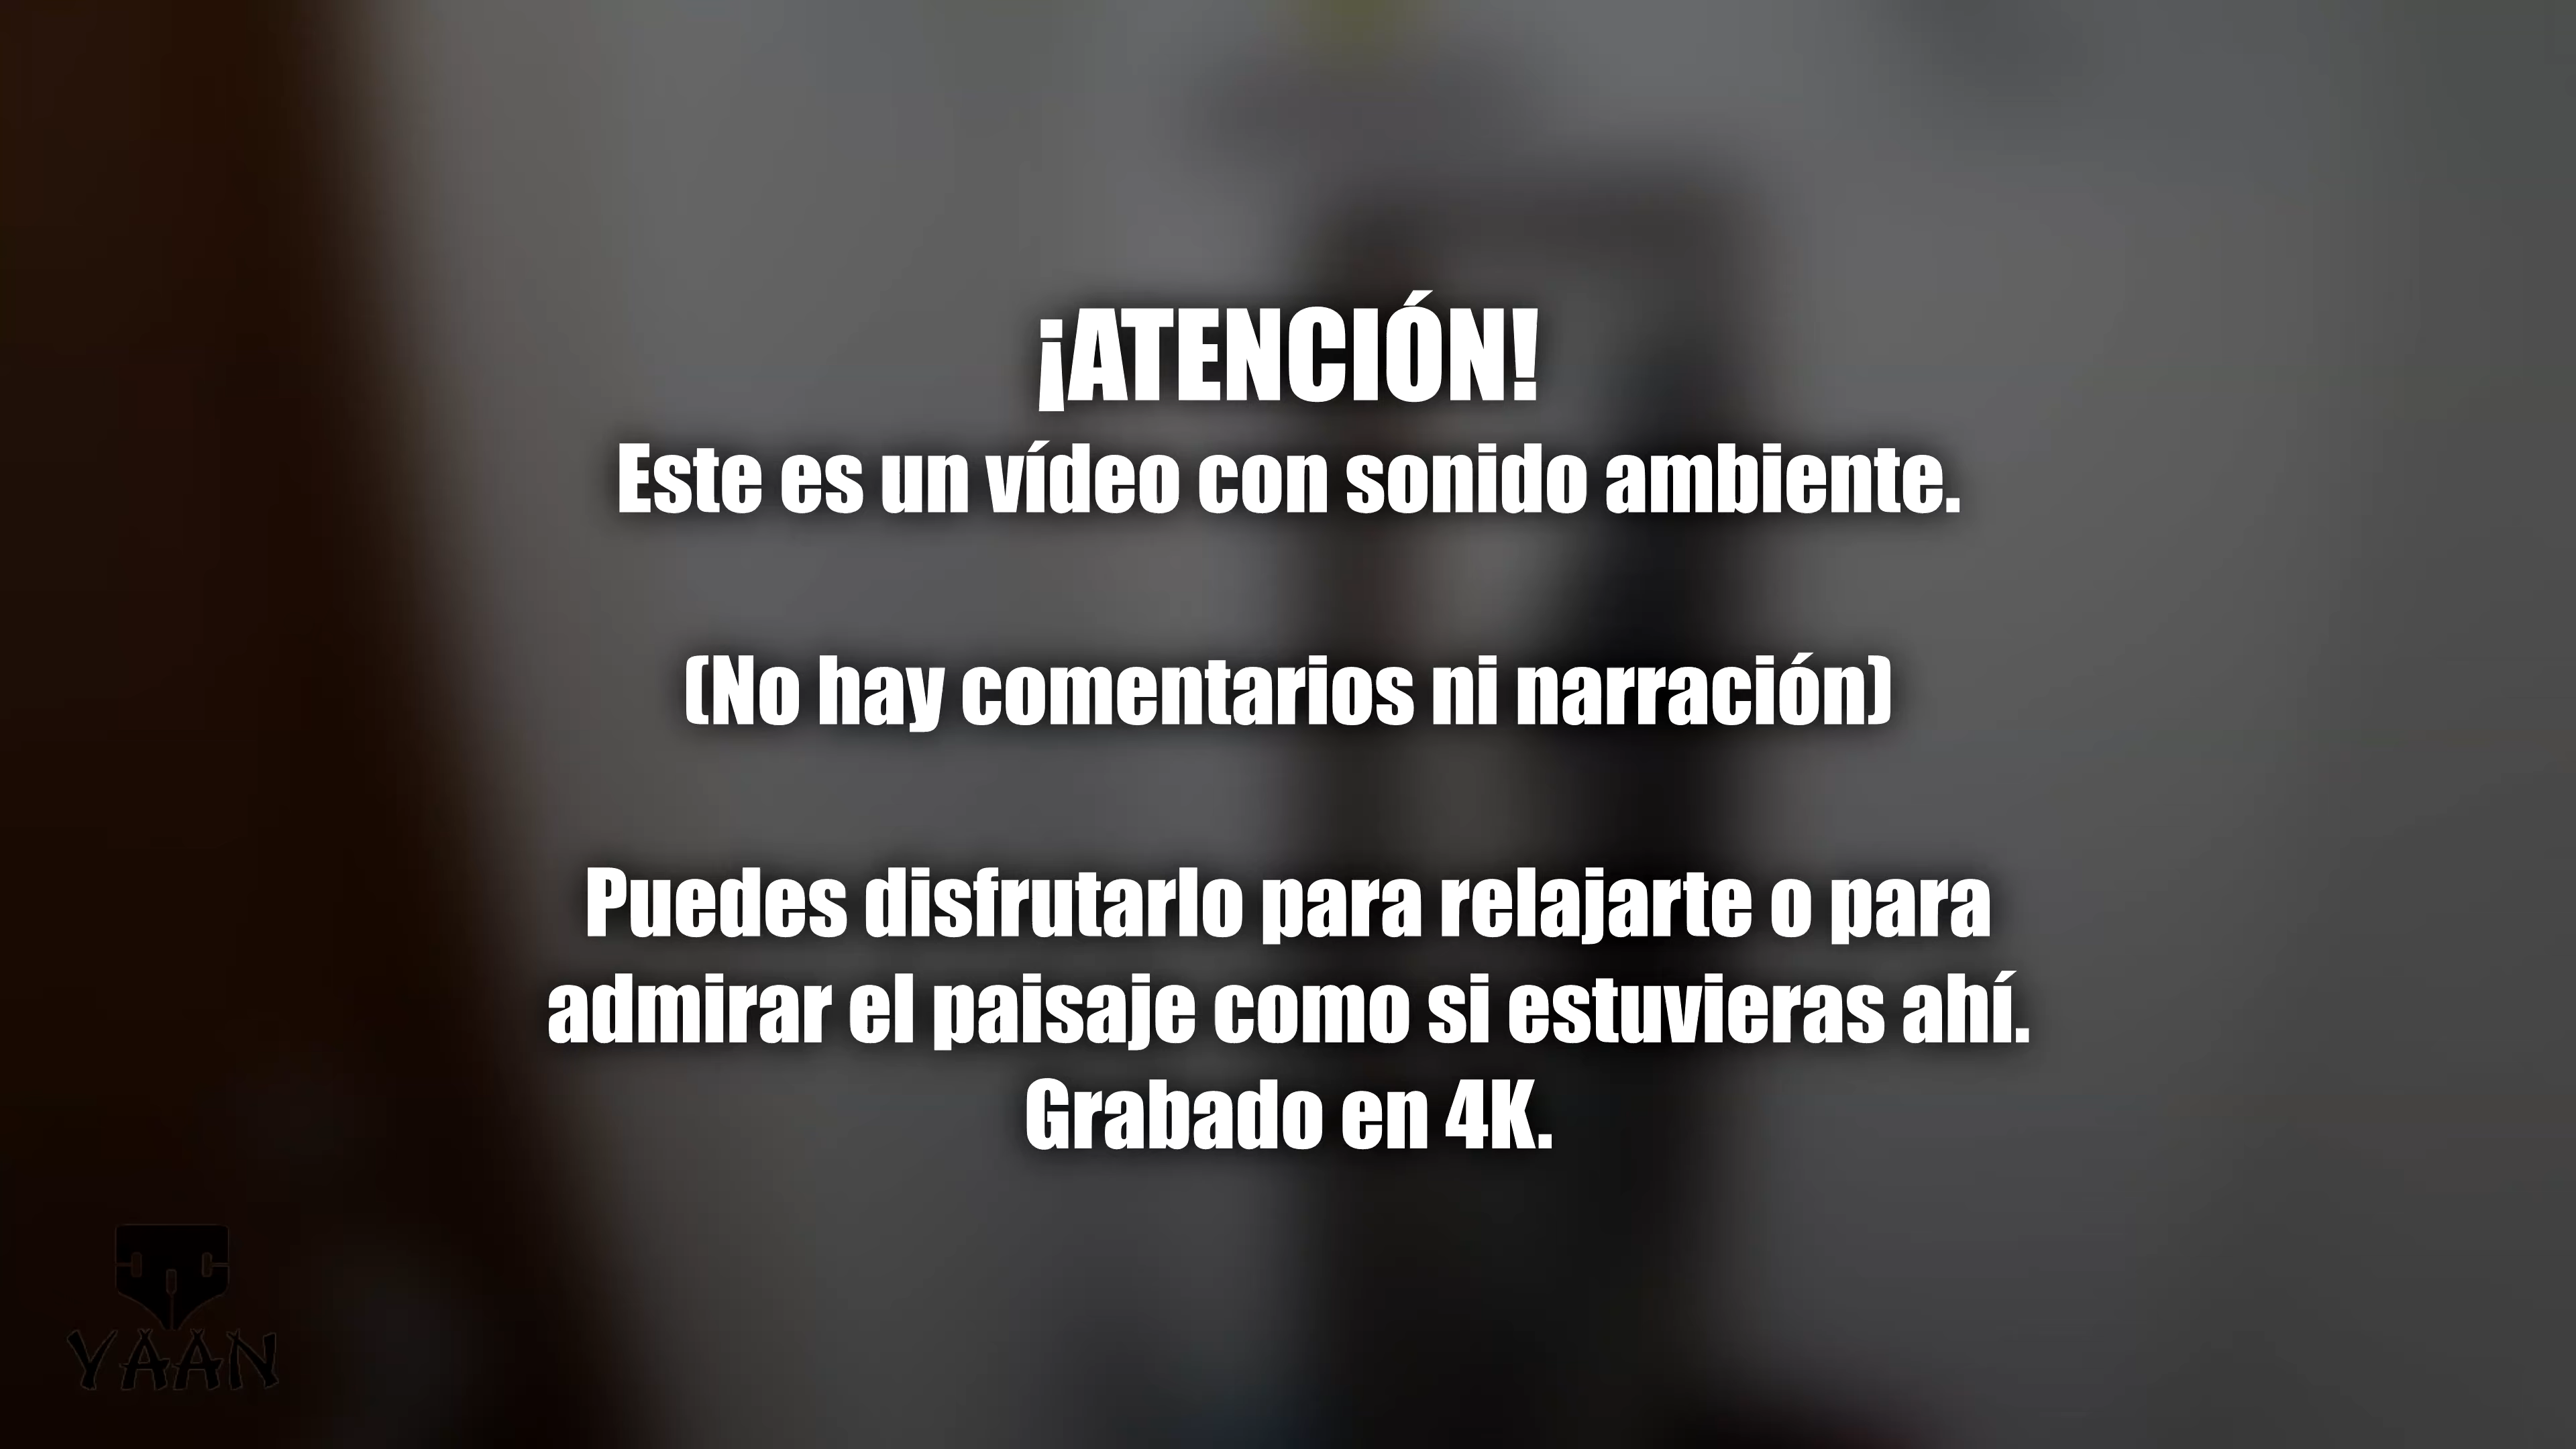 ¡ATENCIÓN!
Este es un vídeo con sonido ambiente.
(No hay comentarios ni narración)
Puedes disfrutarlo para relajarte o para
admirar el paisaje como si estuvieras ahí.
Grabado en 4K.
YAAN